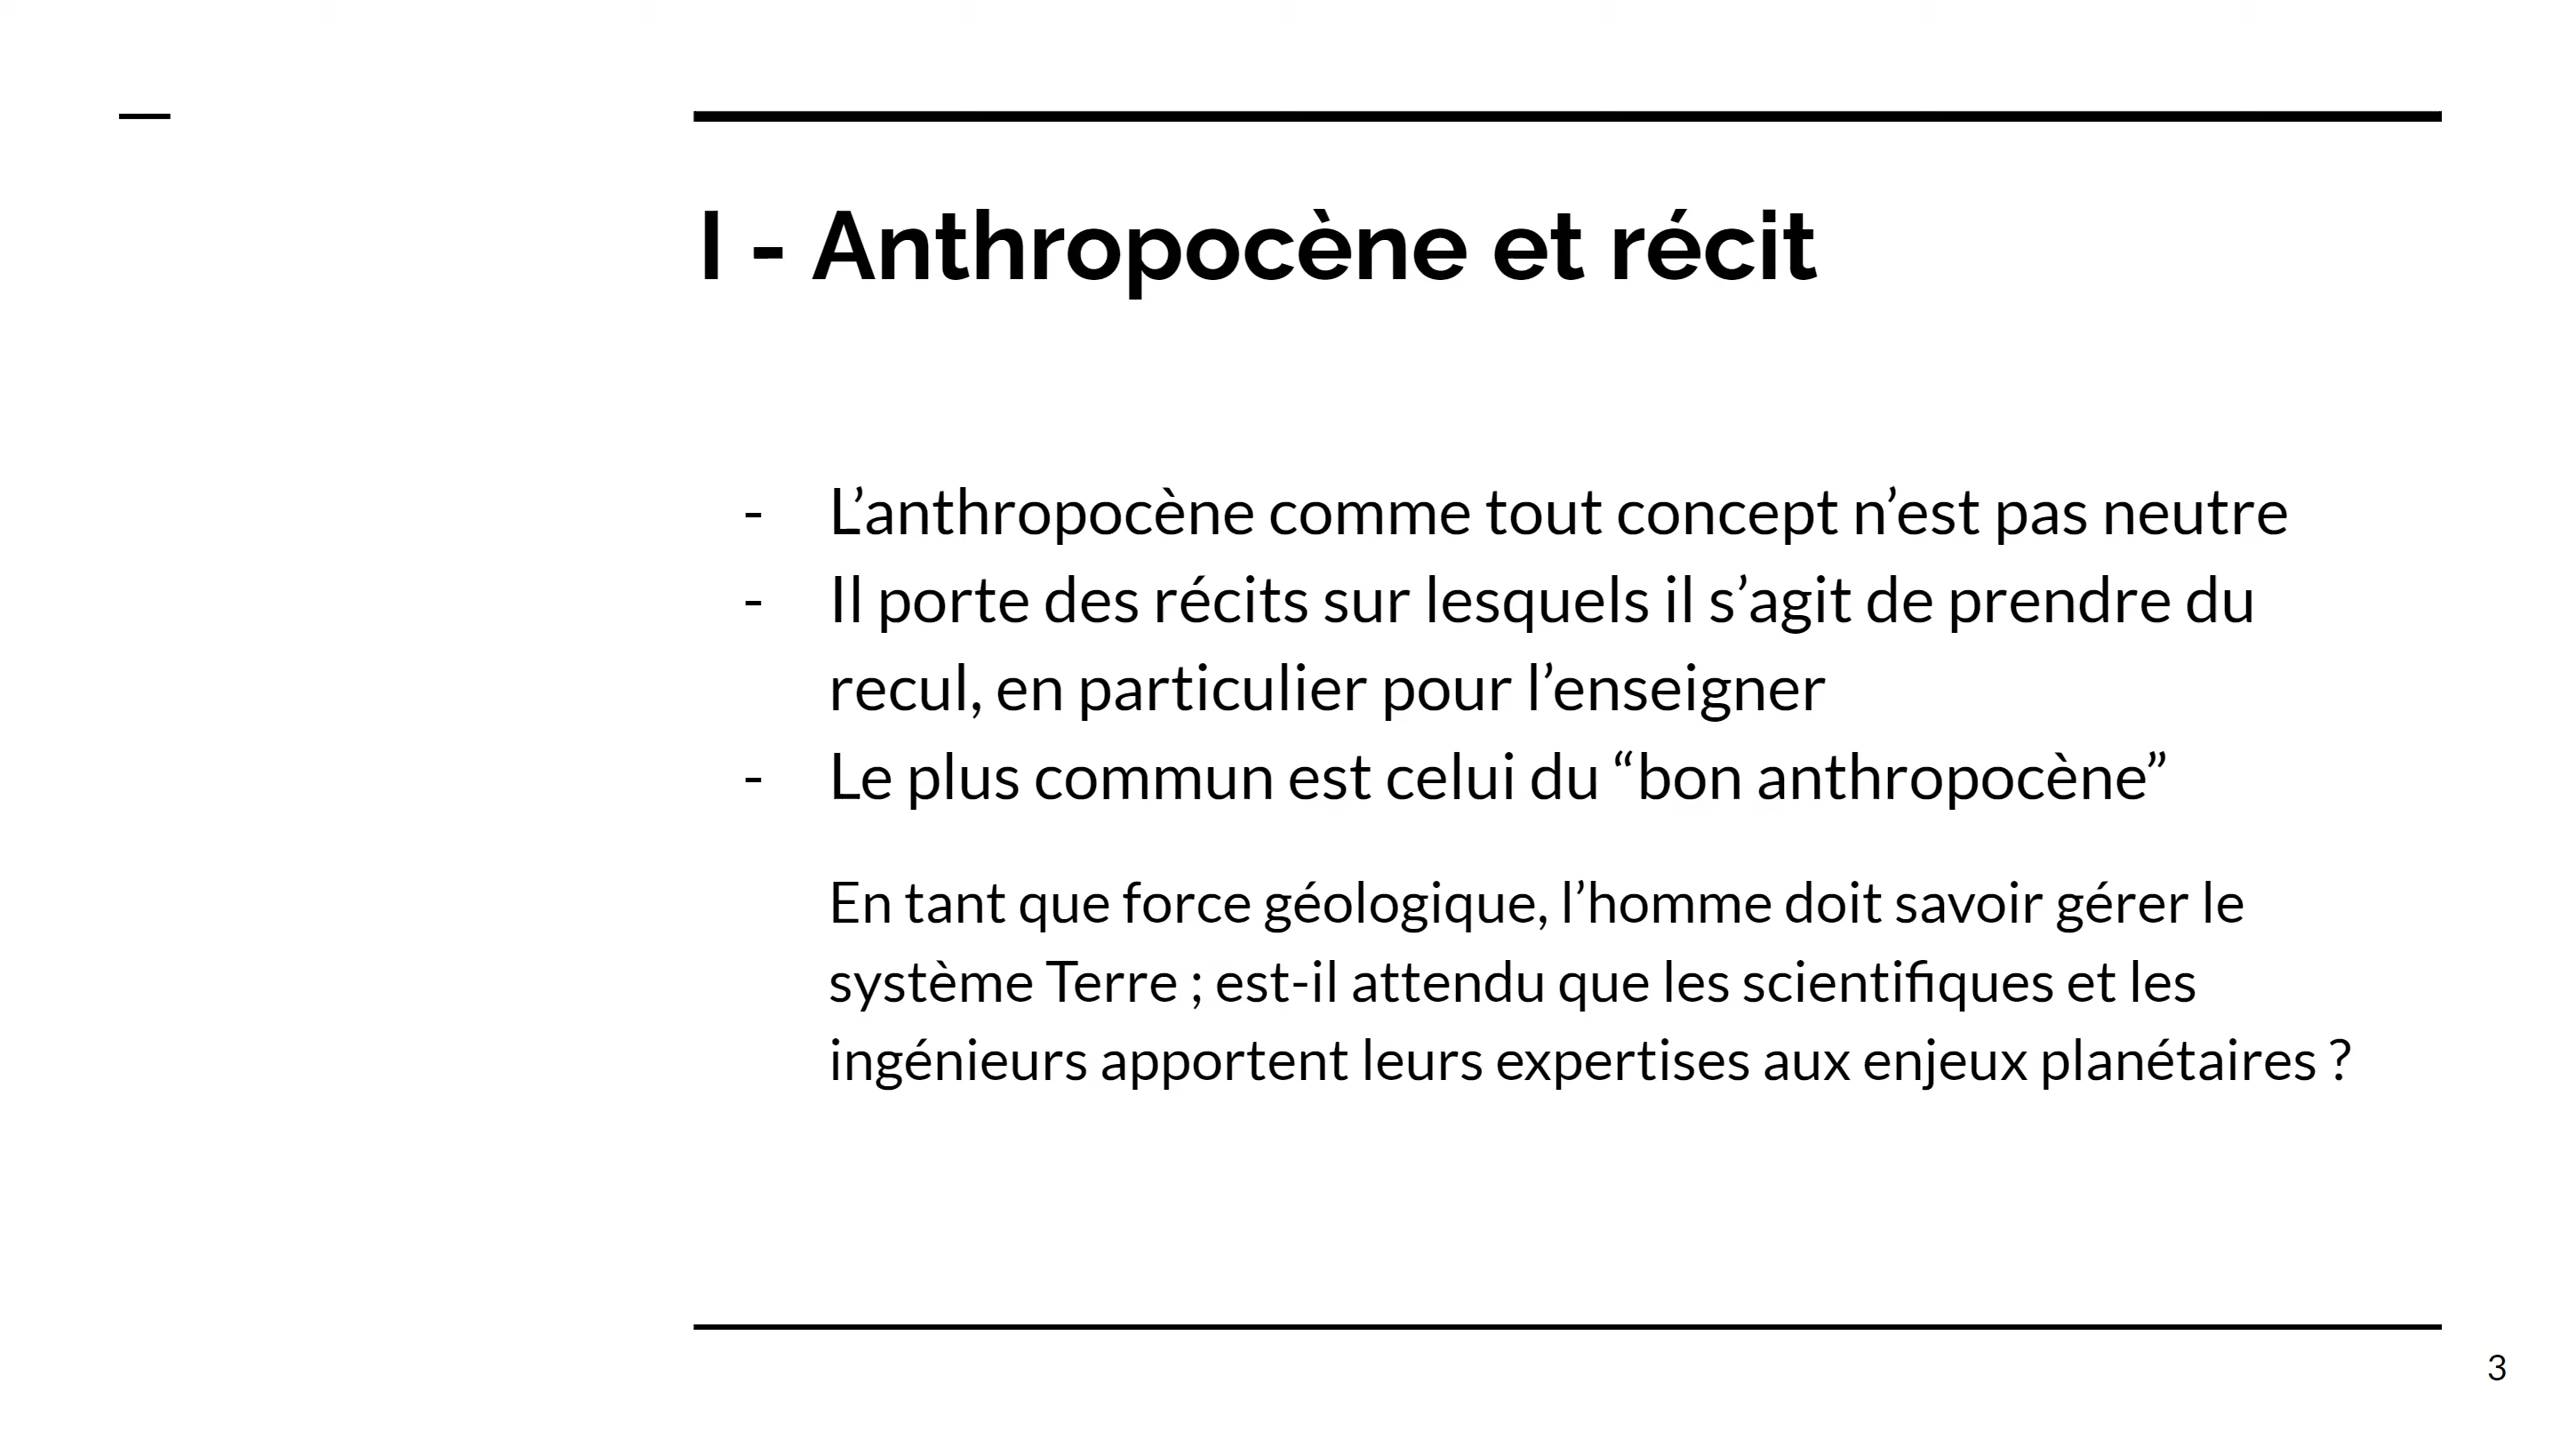 I - Anthropocène et récit
- L’anthropocène comme tout concept n’est pas neutre
- Il porte des récits sur lesquels il s’agit de prendre du
recul, en particulier pour l’enseigner
- Le plus commun est celui du “bon anthropocène”
En tant que force géologique, l’homme doit savoir gérer le
système Terre ; est-il attendu que les scientifiques et les
ingénieurs apportent leurs expertises aux enjeux planétaires ?
3